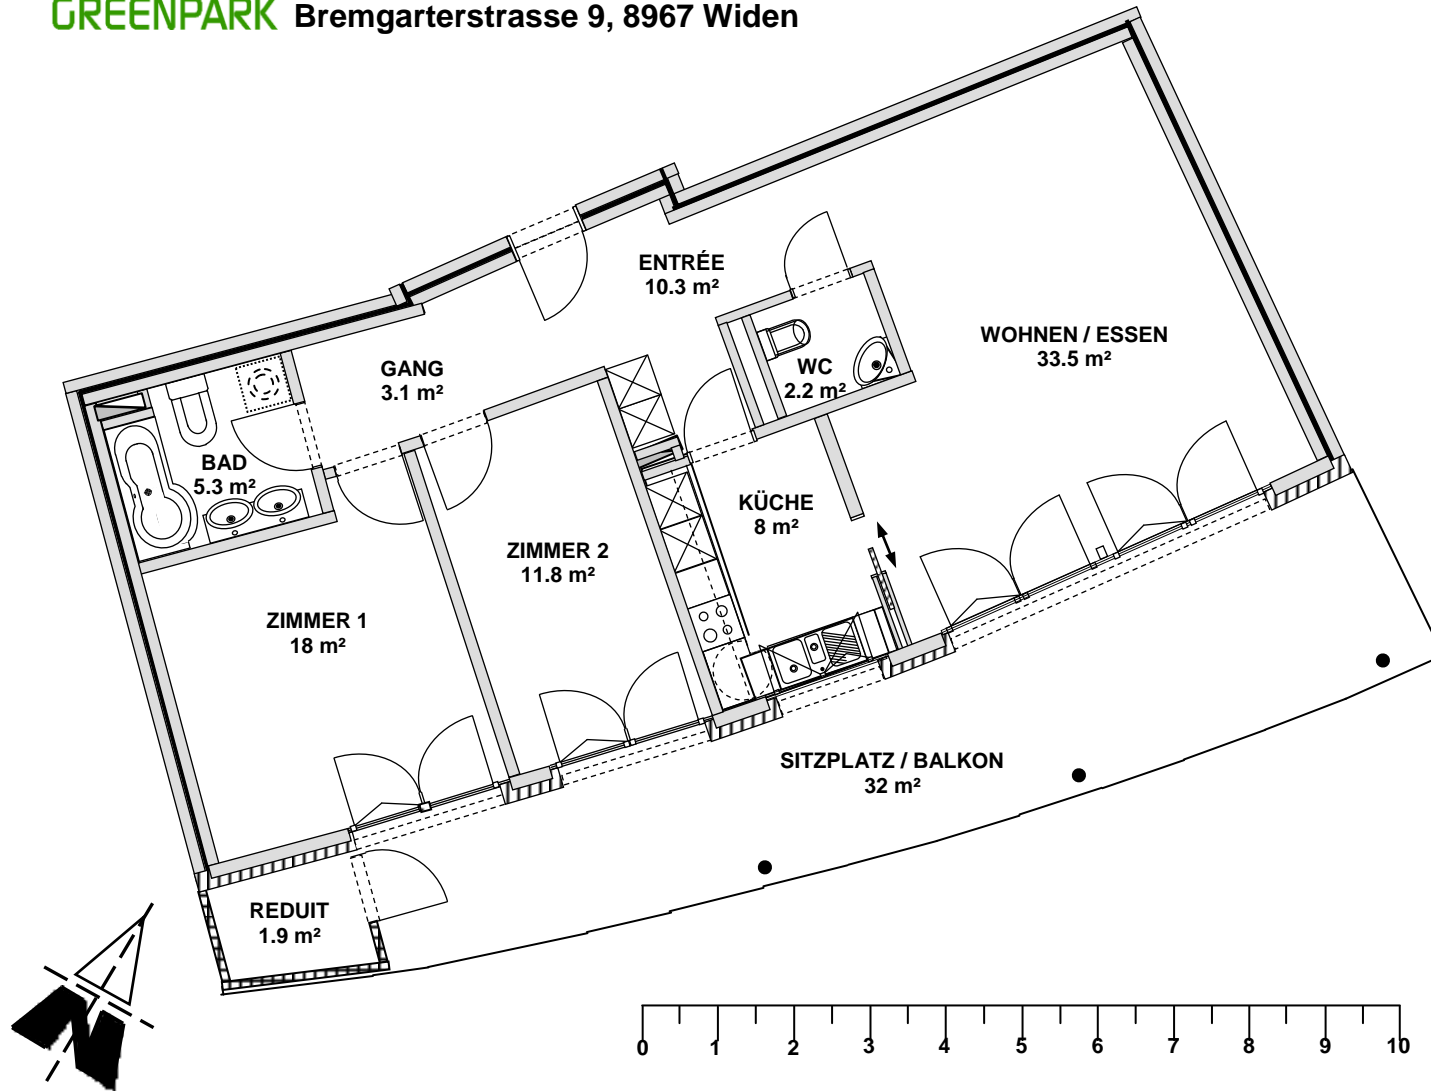 GREENPARK Bremgarterstrasse 9, 8967 Widen
ENTRÉE
10.3 m²
WOHNEN / ESSEN
33.5 m²
GANG
3.1 m²
WC
2.2 m²
BAD
5.3 m²
KÜCHE
8 m²
ZIMMER 2
11.8 m²
ZIMMER 1
18 m²
SITZPLATZ / BALKON
32 m²
REDUIT
1.9 m²
N
0 1 2 3 4 5 6 7 8 9 10